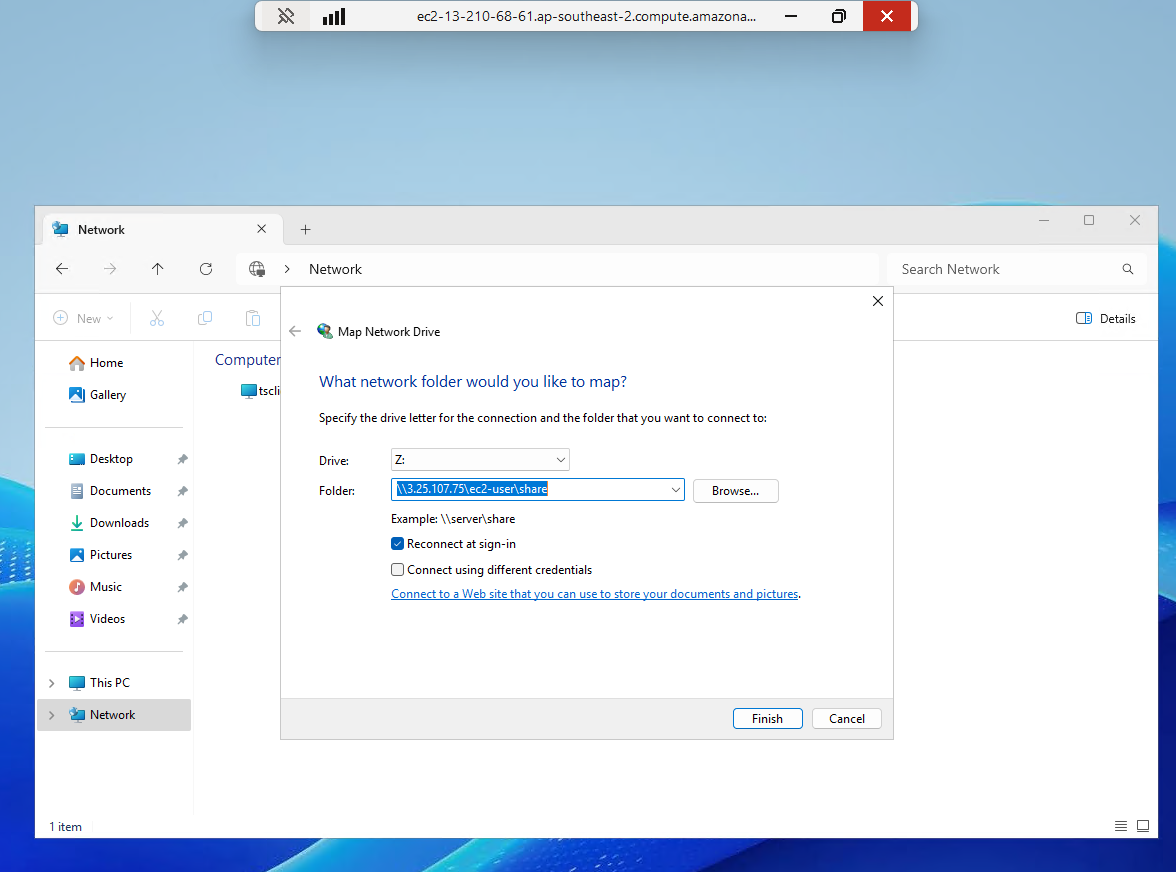 ec2-13-210-68-61.ap-southeast-2.compute.amazona...
Network
Network
Search Network
New
Details
Home
Gallery
Desktop
Documents
Downloads
Pictures
Music
Videos
This PC
Network
Computer
tscli
Map Network Drive
What network folder would you like to map?
Specify the drive letter for the connection and the folder that you want to connect to:
Drive: Z:
Folder: \\3.25.107.75\ec2-user\share Browse...
Example: \\server\share
Reconnect at sign-in
Connect using different credentials
Connect to a Web site that you can use to store your documents and pictures.
Finish Cancel
1 item